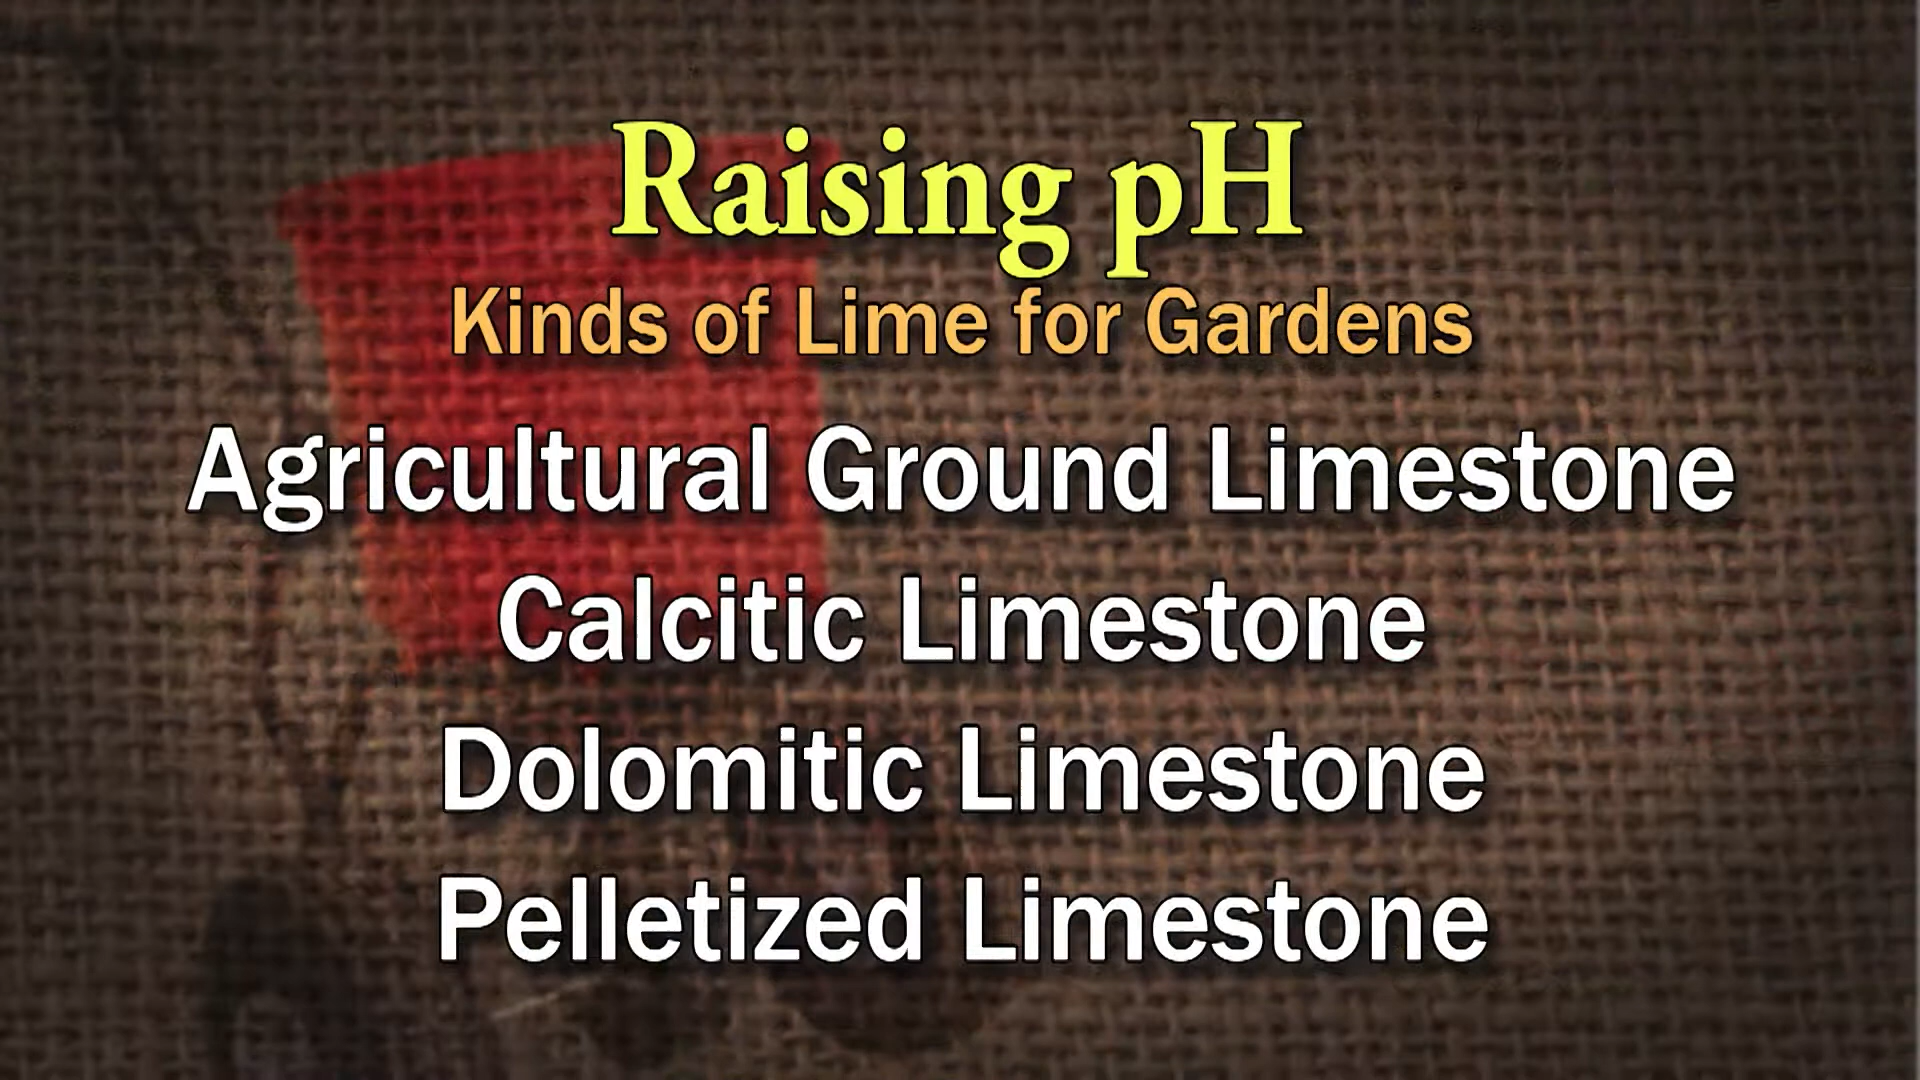 Raising pH
Kinds of Lime for Gardens
Agricultural Ground Limestone
Calcitic Limestone
Dolomitic Limestone
Pelletized Limestone